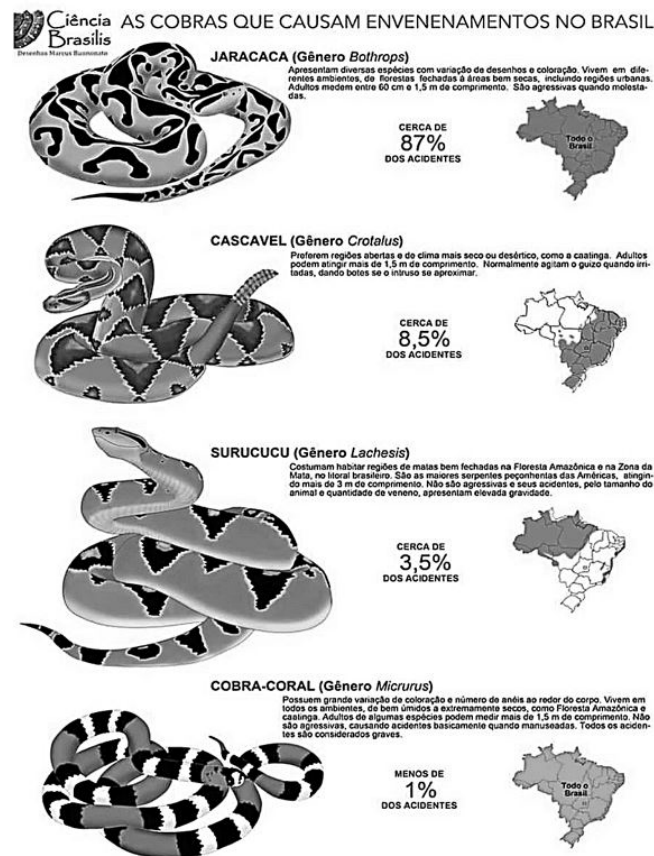 Ciência
Brasilis
Desenhos Marcus Buononato
AS COBRAS QUE CAUSAM ENVENENAMENTOS NO BRASIL
JARACACA (Gênero Bothrops)
Apresentam diversas espécies com variação de desenhos e coloração. Vivem em dife-
rentes ambientes, de florestas fechadas à áreas bem secas, incluindo regiões urbanas.
Adultos medem entre 60 cm e 1,5 m de comprimento. São agressivas quando molesta-
das.
CERCA DE
87%
DOS ACIDENTES
Todo o
Brasil
CASCAVEL (Gênero Crotalus)
Preferem regiões abertas e de clima mais seco ou desértico, como a caatinga. Adultos
podem atingir mais de 1,5 m de comprimento. Normalmente agitam o guizo quando irri-
tadas, dando botes se o intruso se aproximar.
CERCA DE
8,5%
DOS ACIDENTES
SURUCUCU (Gênero Lachesis)
Costumam habitar regiões de matas bem fechadas na Floresta Amazônica e na Zona da
Mata, no litoral brasileiro. São as maiores serpentes peçonhentas das Américas, atingin-
do mais de 3 m de comprimento. Não são agressivas e seus acidentes, pelo tamanho do
animal e quantidade de veneno, apresentam elevada gravidade.
CERCA DE
3,5%
DOS ACIDENTES
COBRA-CORAL (Gênero Micrurus)
Possuem grande variação de coloração e número de anéis ao redor do corpo. Vivem em
todos os ambientes, de bem úmidos a extremamente secos, como Floresta Amazônica e
caatinga. Adultos de algumas espécies podem medir mais de 1,5 m de comprimento. Não
são agressivas, causando acidentes basicamente quando manuseadas. Todos os aciden-
tes são considerados graves.
MENOS DE
1%
DOS ACIDENTES
Todo o
Brasil